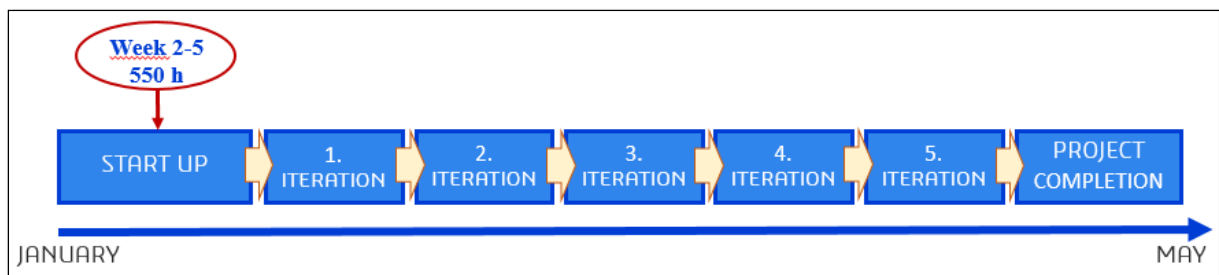 Week 2-5
550 h
START UP
1.
ITERATION
2.
ITERATION
3.
ITERATION
4.
ITERATION
5.
ITERATION
PROJECT
COMPLETION
JANUARY
MAY